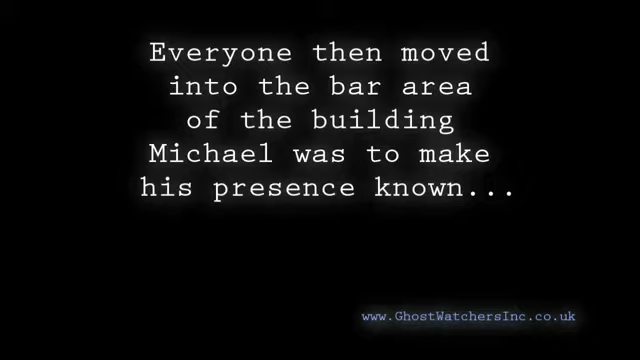 Everyone then moved
into the bar area
of the building
Michael was to make
his presence known...
www.GhostWatchersInc.co.uk